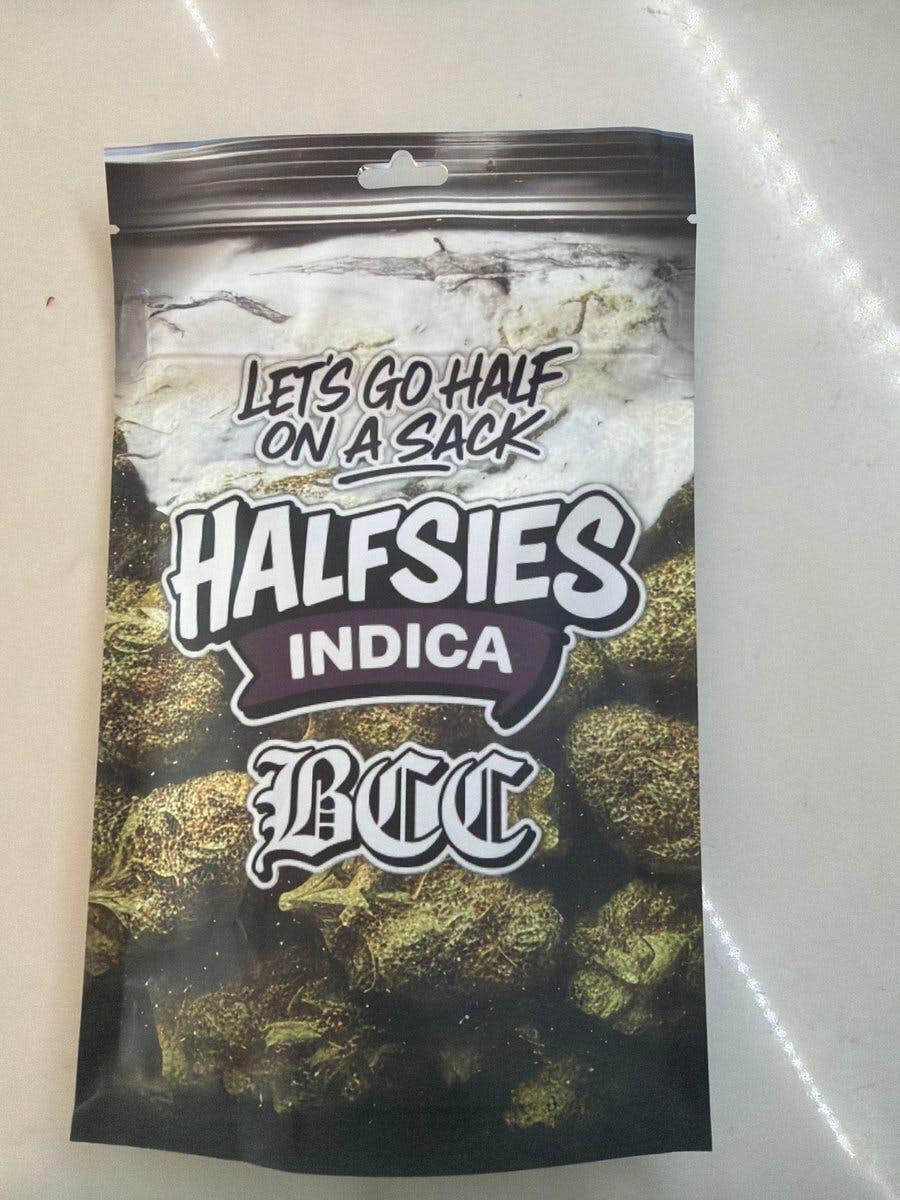 LET'S GO HALF
ON A SACK
HALFSIES
INDICA
BCC